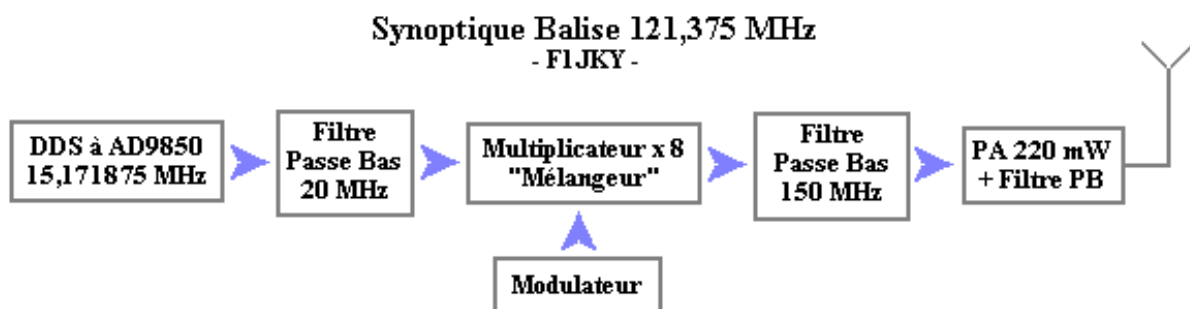 Synoptique Balise 121,375 MHz
- F1JKY -
DDS à AD9850
15,171875 MHz
Filtre
Passe Bas
20 MHz
Multiplicateur x 8
"Mélangeur"
Filtre
Passe Bas
150 MHz
PA 220 mW
+ Filtre PB
Modulateur